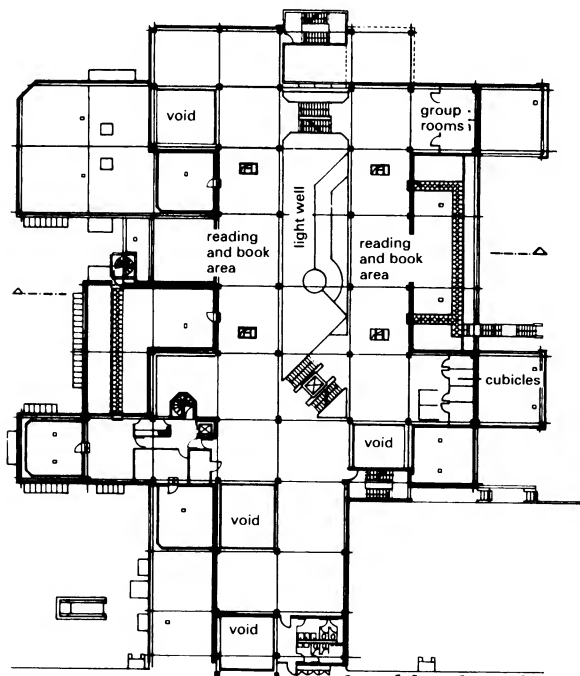 void
group
rooms
light well
reading
and book
area
reading
and book
area
cubicles
void
void
void